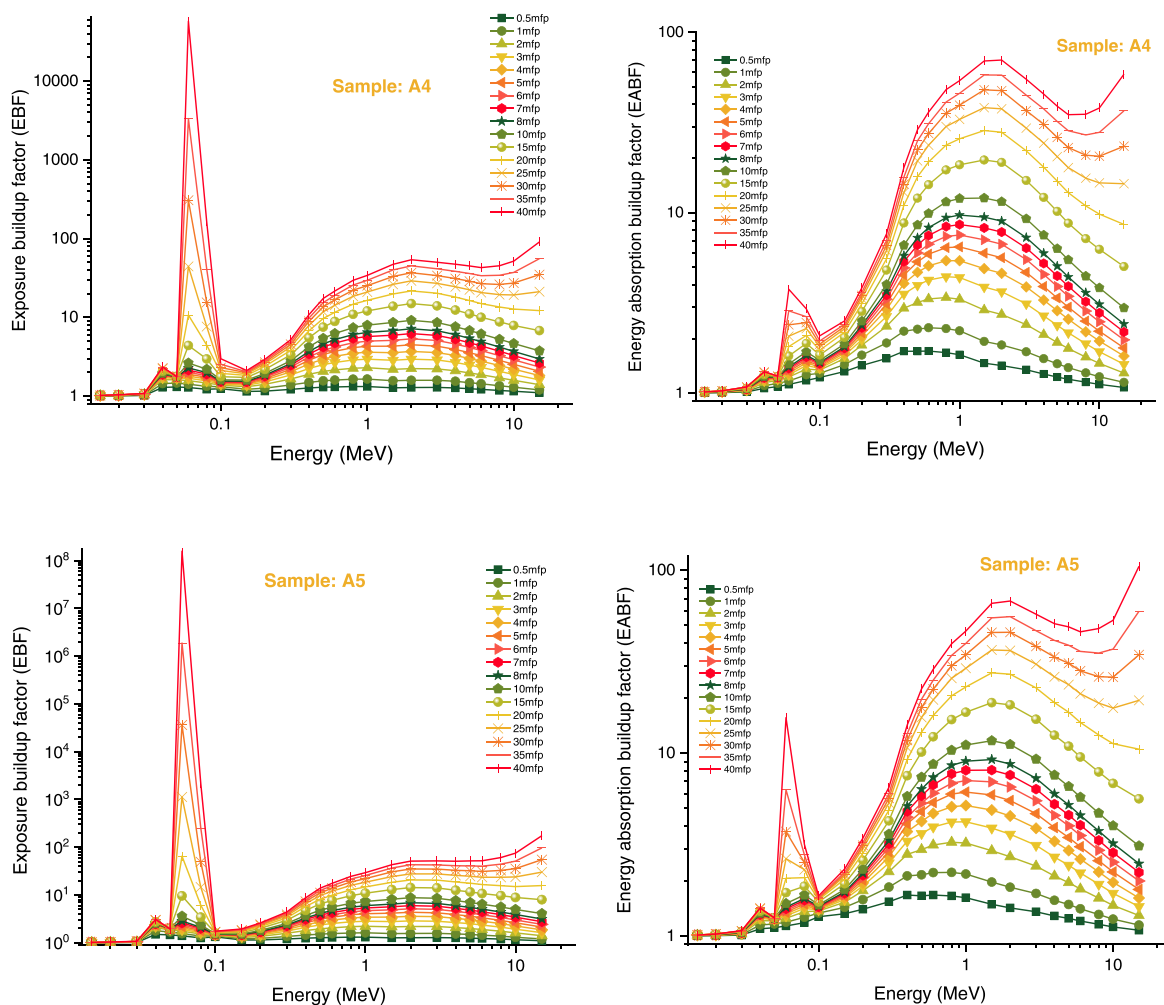 Exposure buildup factor (EBF)
10000
1000
100
10
1
0.1
1
10
Energy (MeV)
Sample: A4
0.5mfp
1mfp
2mfp
3mfp
4mfp
5mfp
6mfp
7mfp
8mfp
10mfp
15mfp
20mfp
25mfp
30mfp
35mfp
40mfp
Energy absorption buildup factor (EABF)
100
10
1
0.1
1
10
Energy (MeV)
Sample: A4
0.5mfp
1mfp
2mfp
3mfp
4mfp
5mfp
6mfp
7mfp
8mfp
10mfp
15mfp
20mfp
25mfp
30mfp
35mfp
40mfp
Exposure buildup factor (EBF)
10⁸
10⁷
10⁶
10⁵
10⁴
10³
10²
10¹
10⁰
0.1
1
10
Energy (MeV)
Sample: A5
0.5mfp
1mfp
2mfp
3mfp
4mfp
5mfp
6mfp
7mfp
8mfp
10mfp
15mfp
20mfp
25mfp
30mfp
35mfp
40mfp
Energy absorption buildup factor (EABF)
100
10
1
0.1
1
10
Energy (MeV)
Sample: A5
0.5mfp
1mfp
2mfp
3mfp
4mfp
5mfp
6mfp
7mfp
8mfp
10mfp
15mfp
20mfp
25mfp
30mfp
35mfp
40mfp